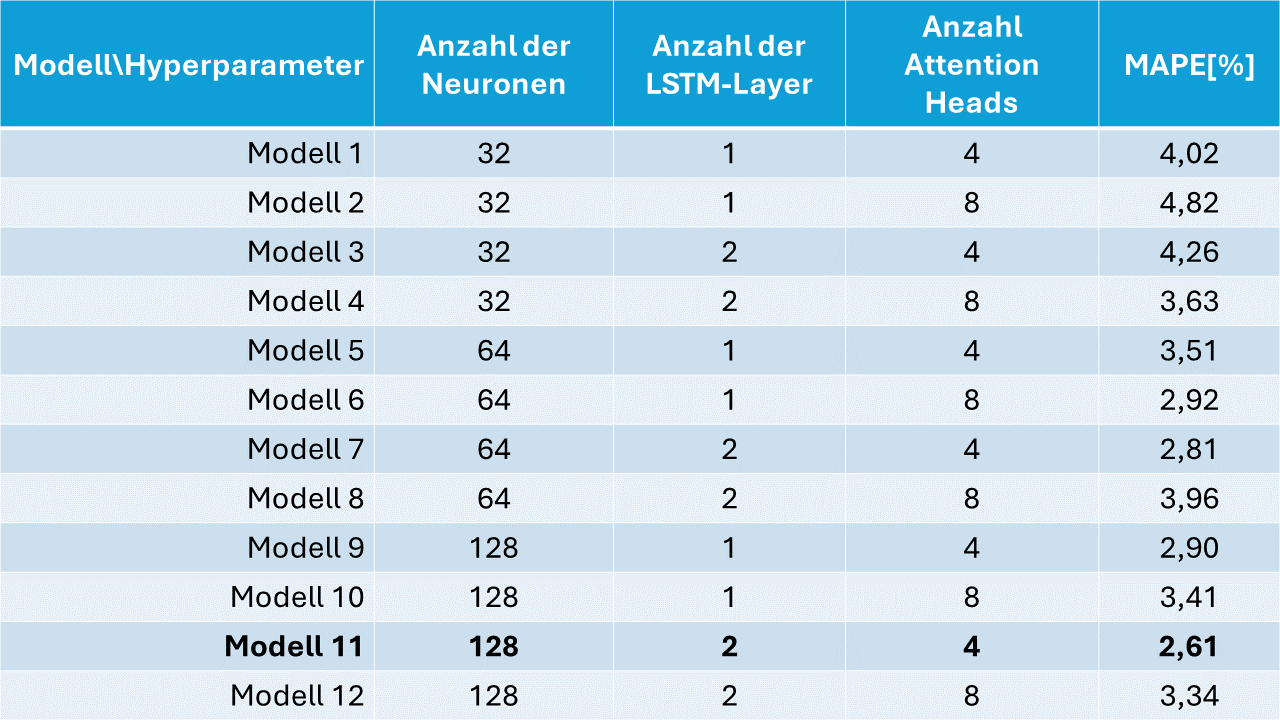 Modell\Hyperparameter Anzahl der Neuronen Anzahl der LSTM-Layer Anzahl Attention Heads MAPE[%]
Modell 1 32 1 4 4,02
Modell 2 32 1 8 4,82
Modell 3 32 2 4 4,26
Modell 4 32 2 8 3,63
Modell 5 64 1 4 3,51
Modell 6 64 1 8 2,92
Modell 7 64 2 4 2,81
Modell 8 64 2 8 3,96
Modell 9 128 1 4 2,90
Modell 10 128 1 8 3,41
Modell 11 128 2 4 2,61
Modell 12 128 2 8 3,34